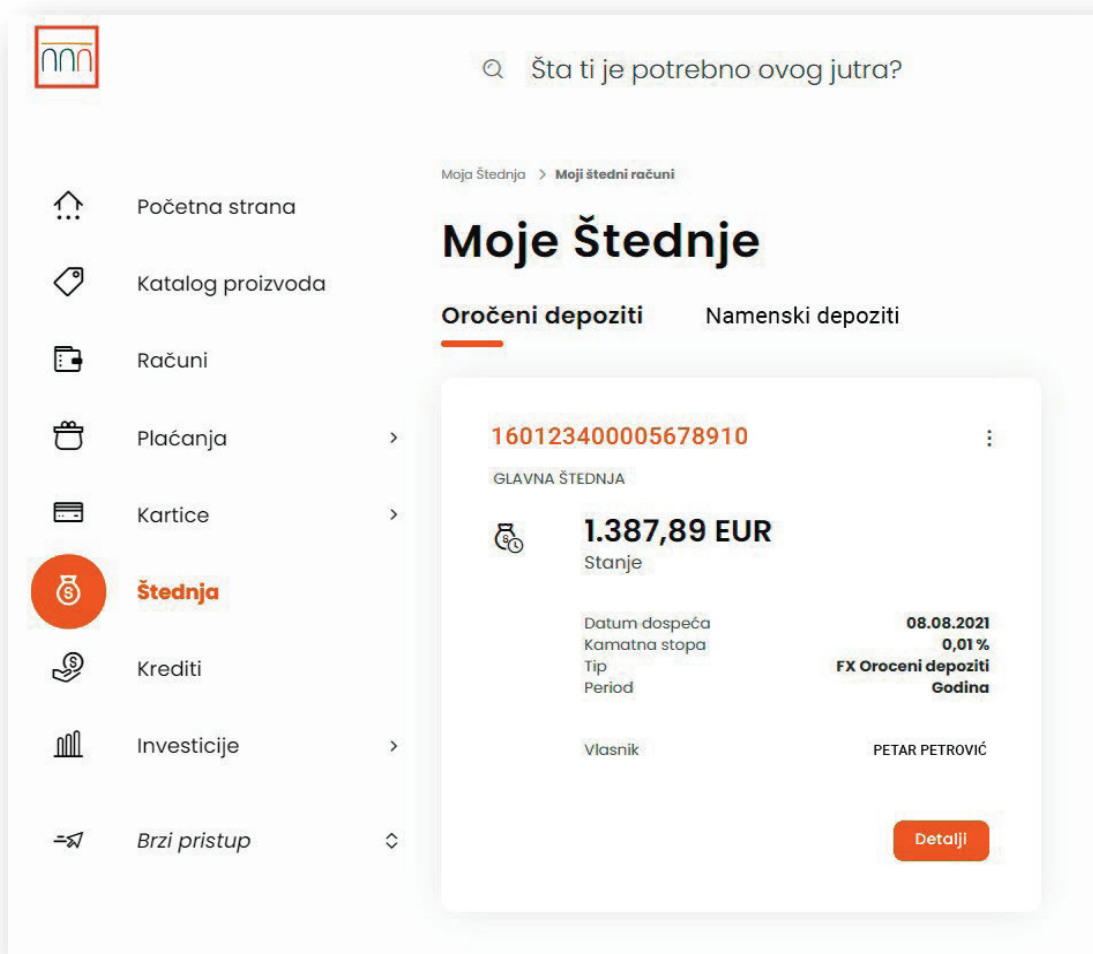 Šta ti je potrebno ovog jutra?
Moja Štednja > Moji štedni računi
Moje Štednje
Oročeni depoziti Namenski depoziti
Početna strana
Katalog proizvoda
Računi
Plaćanja
Kartice
Štednja
Krediti
Investicije
Brzi pristup
160123400005678910
GLAVNA ŠTEDNJA
1.387,89 EUR
Stanje
Datum dospeća 08.08.2021
Kamatna stopa 0,01 %
Tip FX Oroceni depoziti
Period Godina
Vlasnik PETAR PETROVIĆ
Detalji